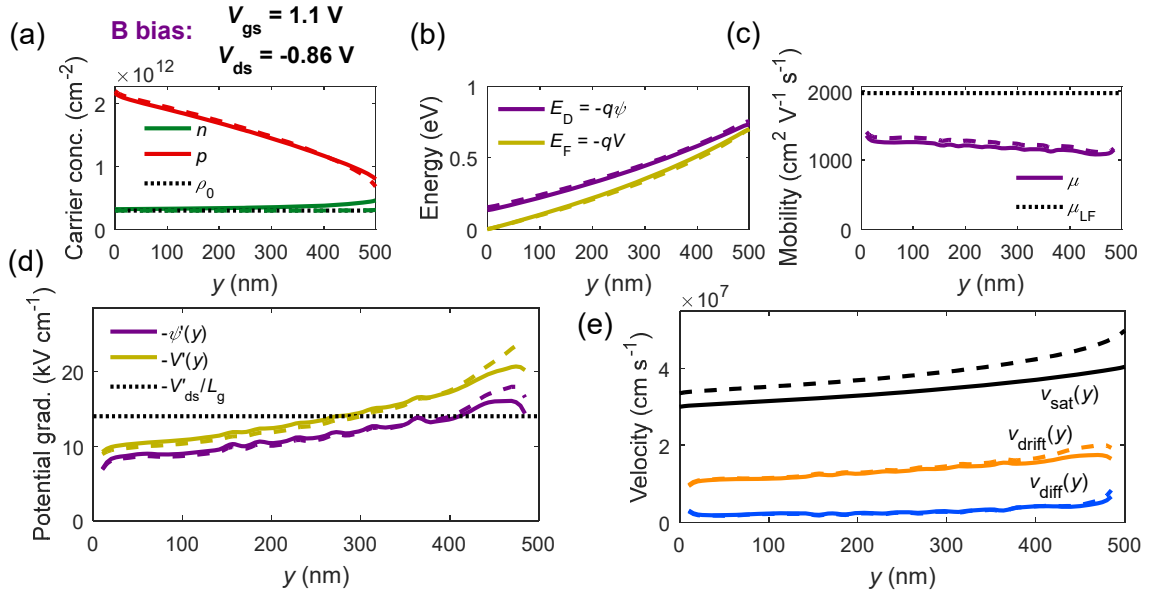 (a)
B bias:
V_gs = 1.1 V
V_ds = -0.86 V
× 10^12
Carrier conc. (cm^-2)
2
1
0
n
p
ρ_0
0 100 200 300 400 500
y (nm)
(b)
Energy (eV)
1
0.5
0
E_D = -qψ
E_F = -qV
0 100 200 300 400 500
y (nm)
(c)
Mobility (cm^2 V^-1 s^-1)
2000
1000
0
μ
μ_LF
0 100 200 300 400 500
y (nm)
(d)
Potential grad. (kV cm^-1)
20
10
0
-ψ'(y)
-V'(y)
-V'_ds/L_g
0 100 200 300 400 500
y (nm)
(e)
× 10^7
Velocity (cm s^-1)
4
2
0
v_sat(y)
v_drift(y)
v_diff(y)
0 100 200 300 400 500
y (nm)